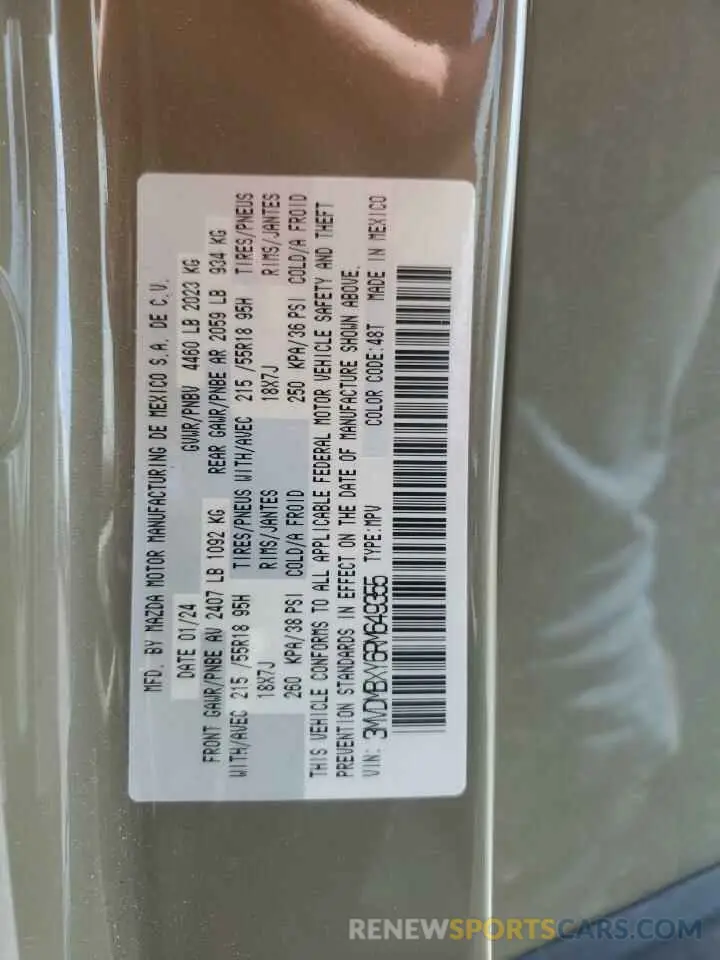 MFD. BY MAZDA MOTOR MANUFACTURING DE MEXICO S.A. DE C.V.
DATE 01/24 GVWR/PNBV 4460 LB 2023 KG
FRONT GAWR/PNBE AV 2407 LB 1092 KG REAR GAWR/PNBE AR 2059 LB 934 KG
WITH/AVEC 215 /55R18 95H TIRES/PNEUS WITH/AVEC 215 /55R18 95H TIRES/PNEUS
18X7J RIMS/JANTES 18X7J RIMS/JANTES
260 KPA/38 PSI COLD/A FROID 250 KPA/36 PSI COLD/A FROID
THIS VEHICLE CONFORMS TO ALL APPLICABLE FEDERAL MOTOR VEHICLE SAFETY AND THEFT
PREVENTION STANDARDS IN EFFECT ON THE DATE OF MANUFACTURE SHOWN ABOVE.
VIN: 3MVDMBXY6RM649365 TYPE:MPV COLOR CODE:48T MADE IN MEXICO
RENEWSPORTSCARS.COM